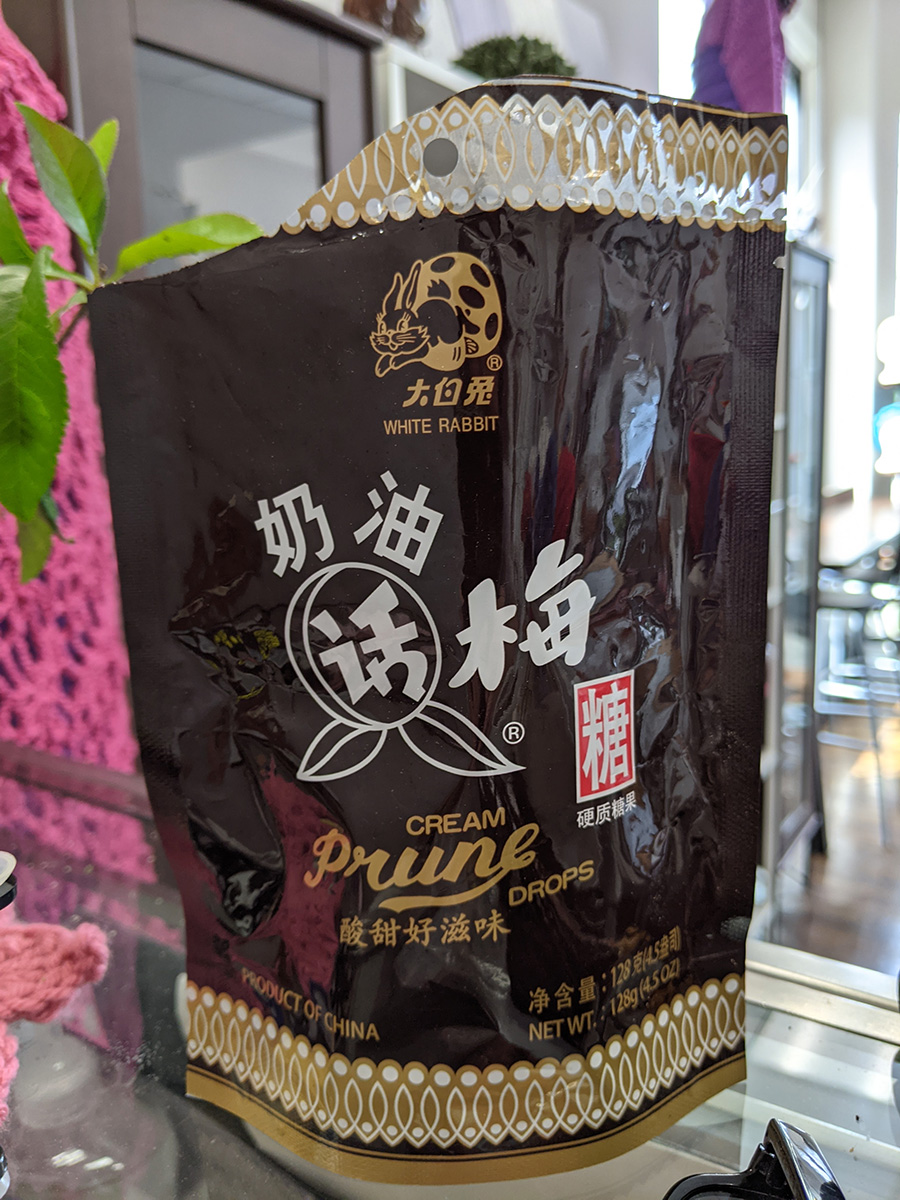 ®
大白兔
WHITE RABBIT
奶油
话梅
®
糖
硬质糖果
CREAM
Prune
DROPS
酸甜好滋味
净含量：128克(4.5盎司)
NET WT. 128g (4.5 OZ)
PRODUCT OF CHINA